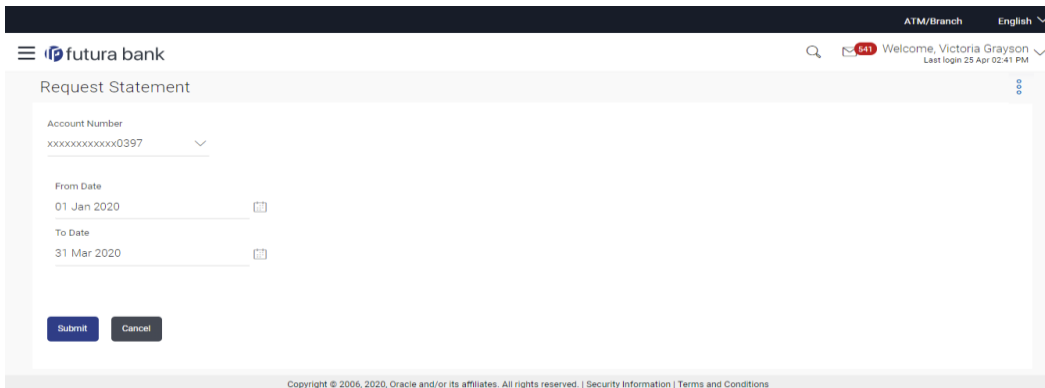 ATM/Branch English
futura bank
541 Welcome, Victoria Grayson
Last login 25 Apr 02:41 PM
Request Statement
Account Number
xxxxxxxxxxxx0397
From Date
01 Jan 2020
To Date
31 Mar 2020
Submit Cancel
Copyright © 2006, 2020, Oracle and/or its affiliates. All rights reserved. | Security Information | Terms and Conditions